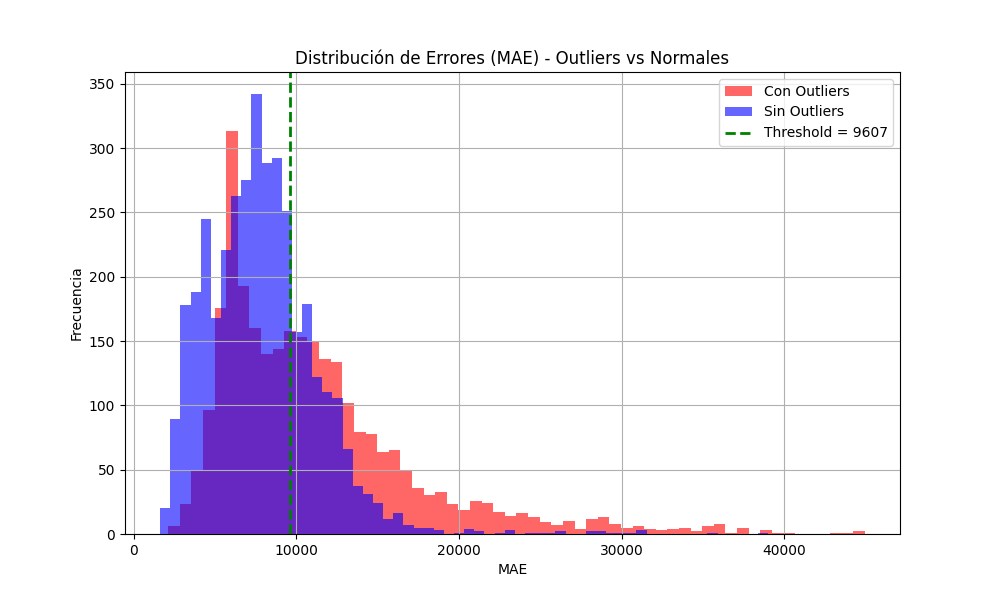 Distribución de Errores (MAE) - Outliers vs Normales
Con Outliers
Sin Outliers
Threshold = 9607
Frecuencia
350
300
250
200
150
100
50
0
0 10000 20000 30000 40000
MAE